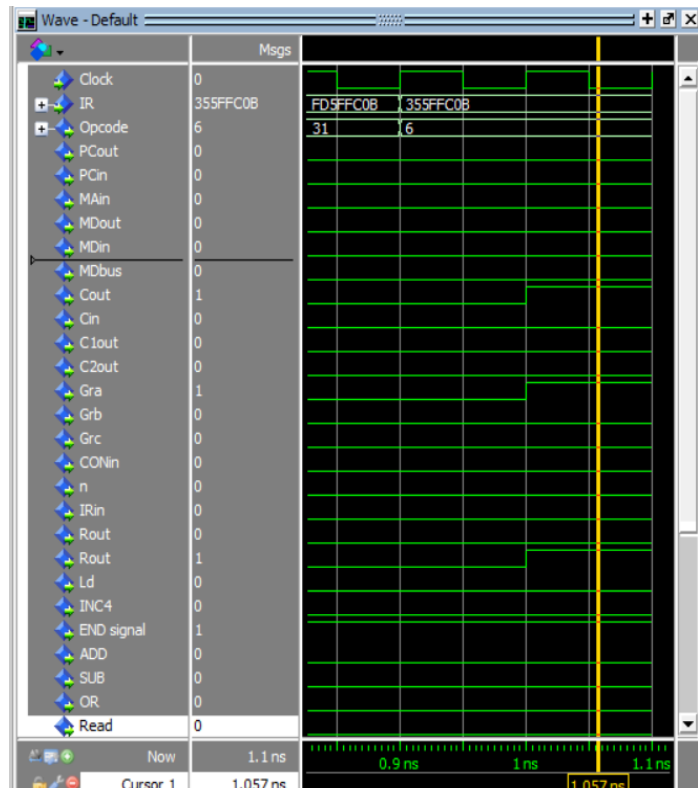 Wave - Default
Msgs
Clock 0
IR 355FFC0B FD5FFC0B 355FFC0B
Opcode 6 31 6
PCout 0
PCin 0
MAin 0
MDout 0
MDin 0
MDbus 0
Cout 1
Cin 0
C1out 0
C2out 0
Gra 1
Grb 0
Grc 0
CONin 0
n 0
IRin 0
Rout 0
Rout 1
Ld 0
INC4 0
END signal 1
ADD 0
SUB 0
OR 0
Read 0
Now 1.1 ns 0.9 ns 1 ns 1.1 ns
Cursor 1 1.057 ns 1.057 ns